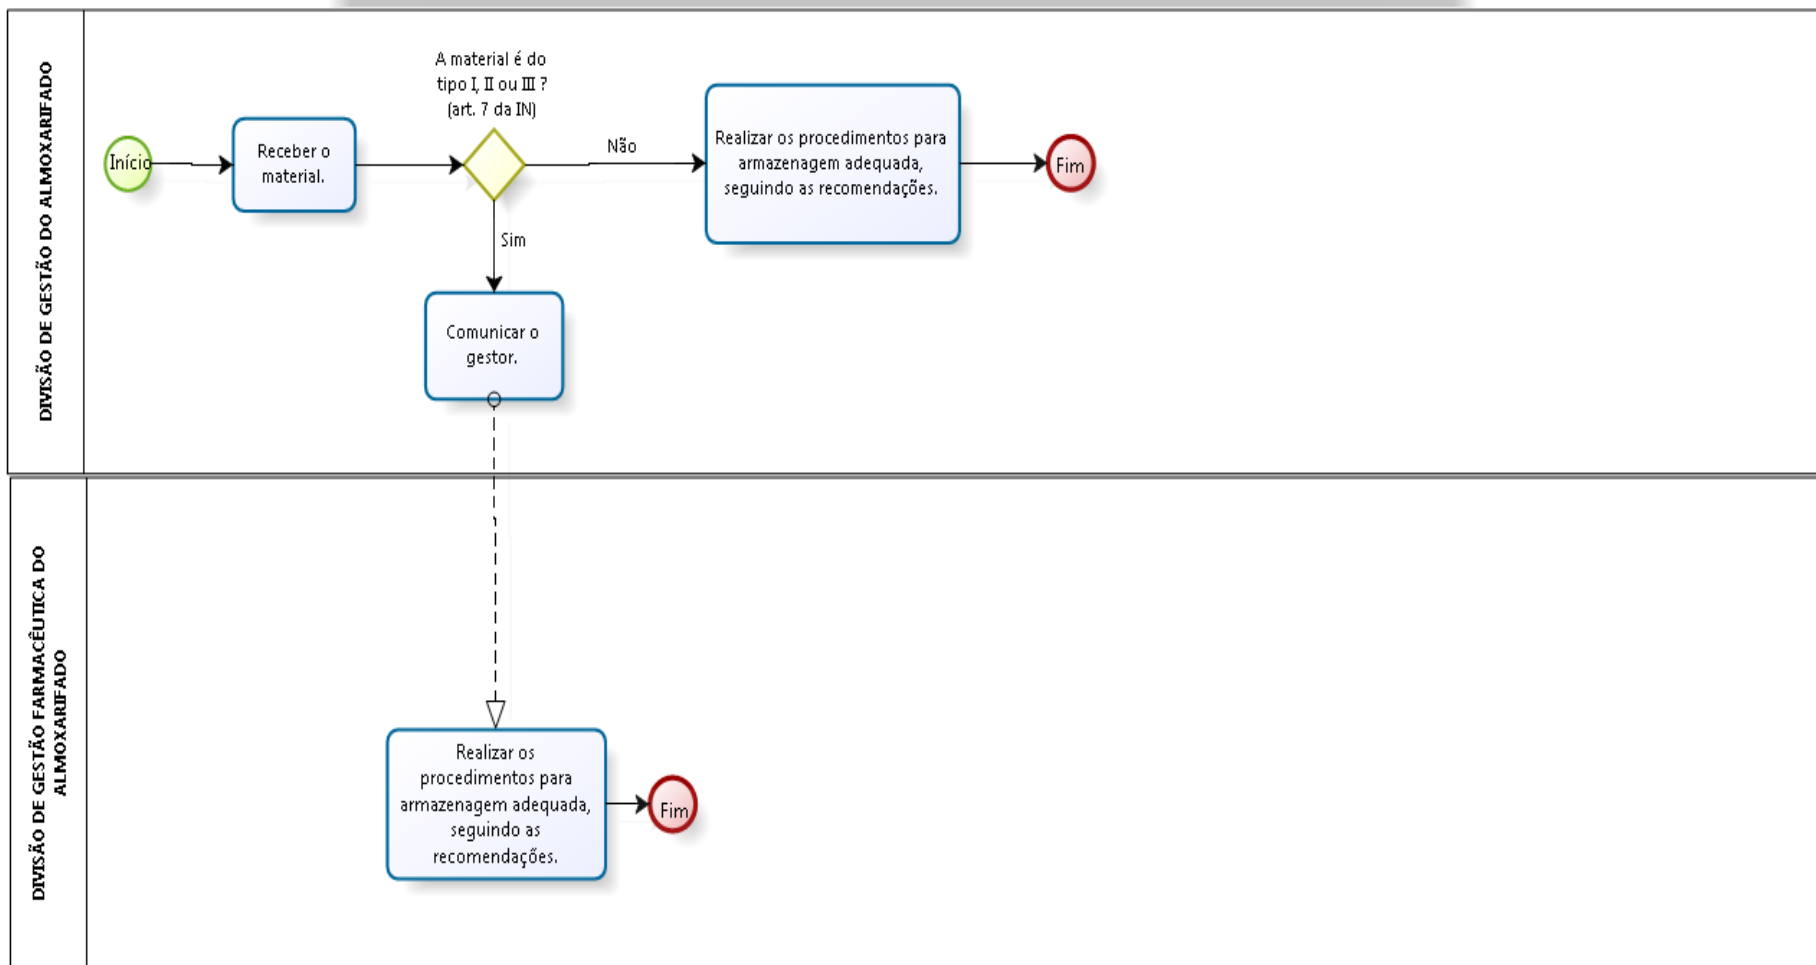 DIVISÃO DE GESTÃO DO ALMOXARIFADO
A material é do
tipo I, II ou III ?
(art. 7 da IN)
Início
Receber o
material.
Não
Realizar os procedimentos para
armazenagem adequada,
seguindo as recomendações.
Fim
Sim
Comunicar o
gestor.
DIVISÃO DE GESTÃO FARMACÊUTICA DO
ALMOXARIFADO
Realizar os
procedimentos para
armazenagem adequada,
seguindo as
recomendações.
Fim